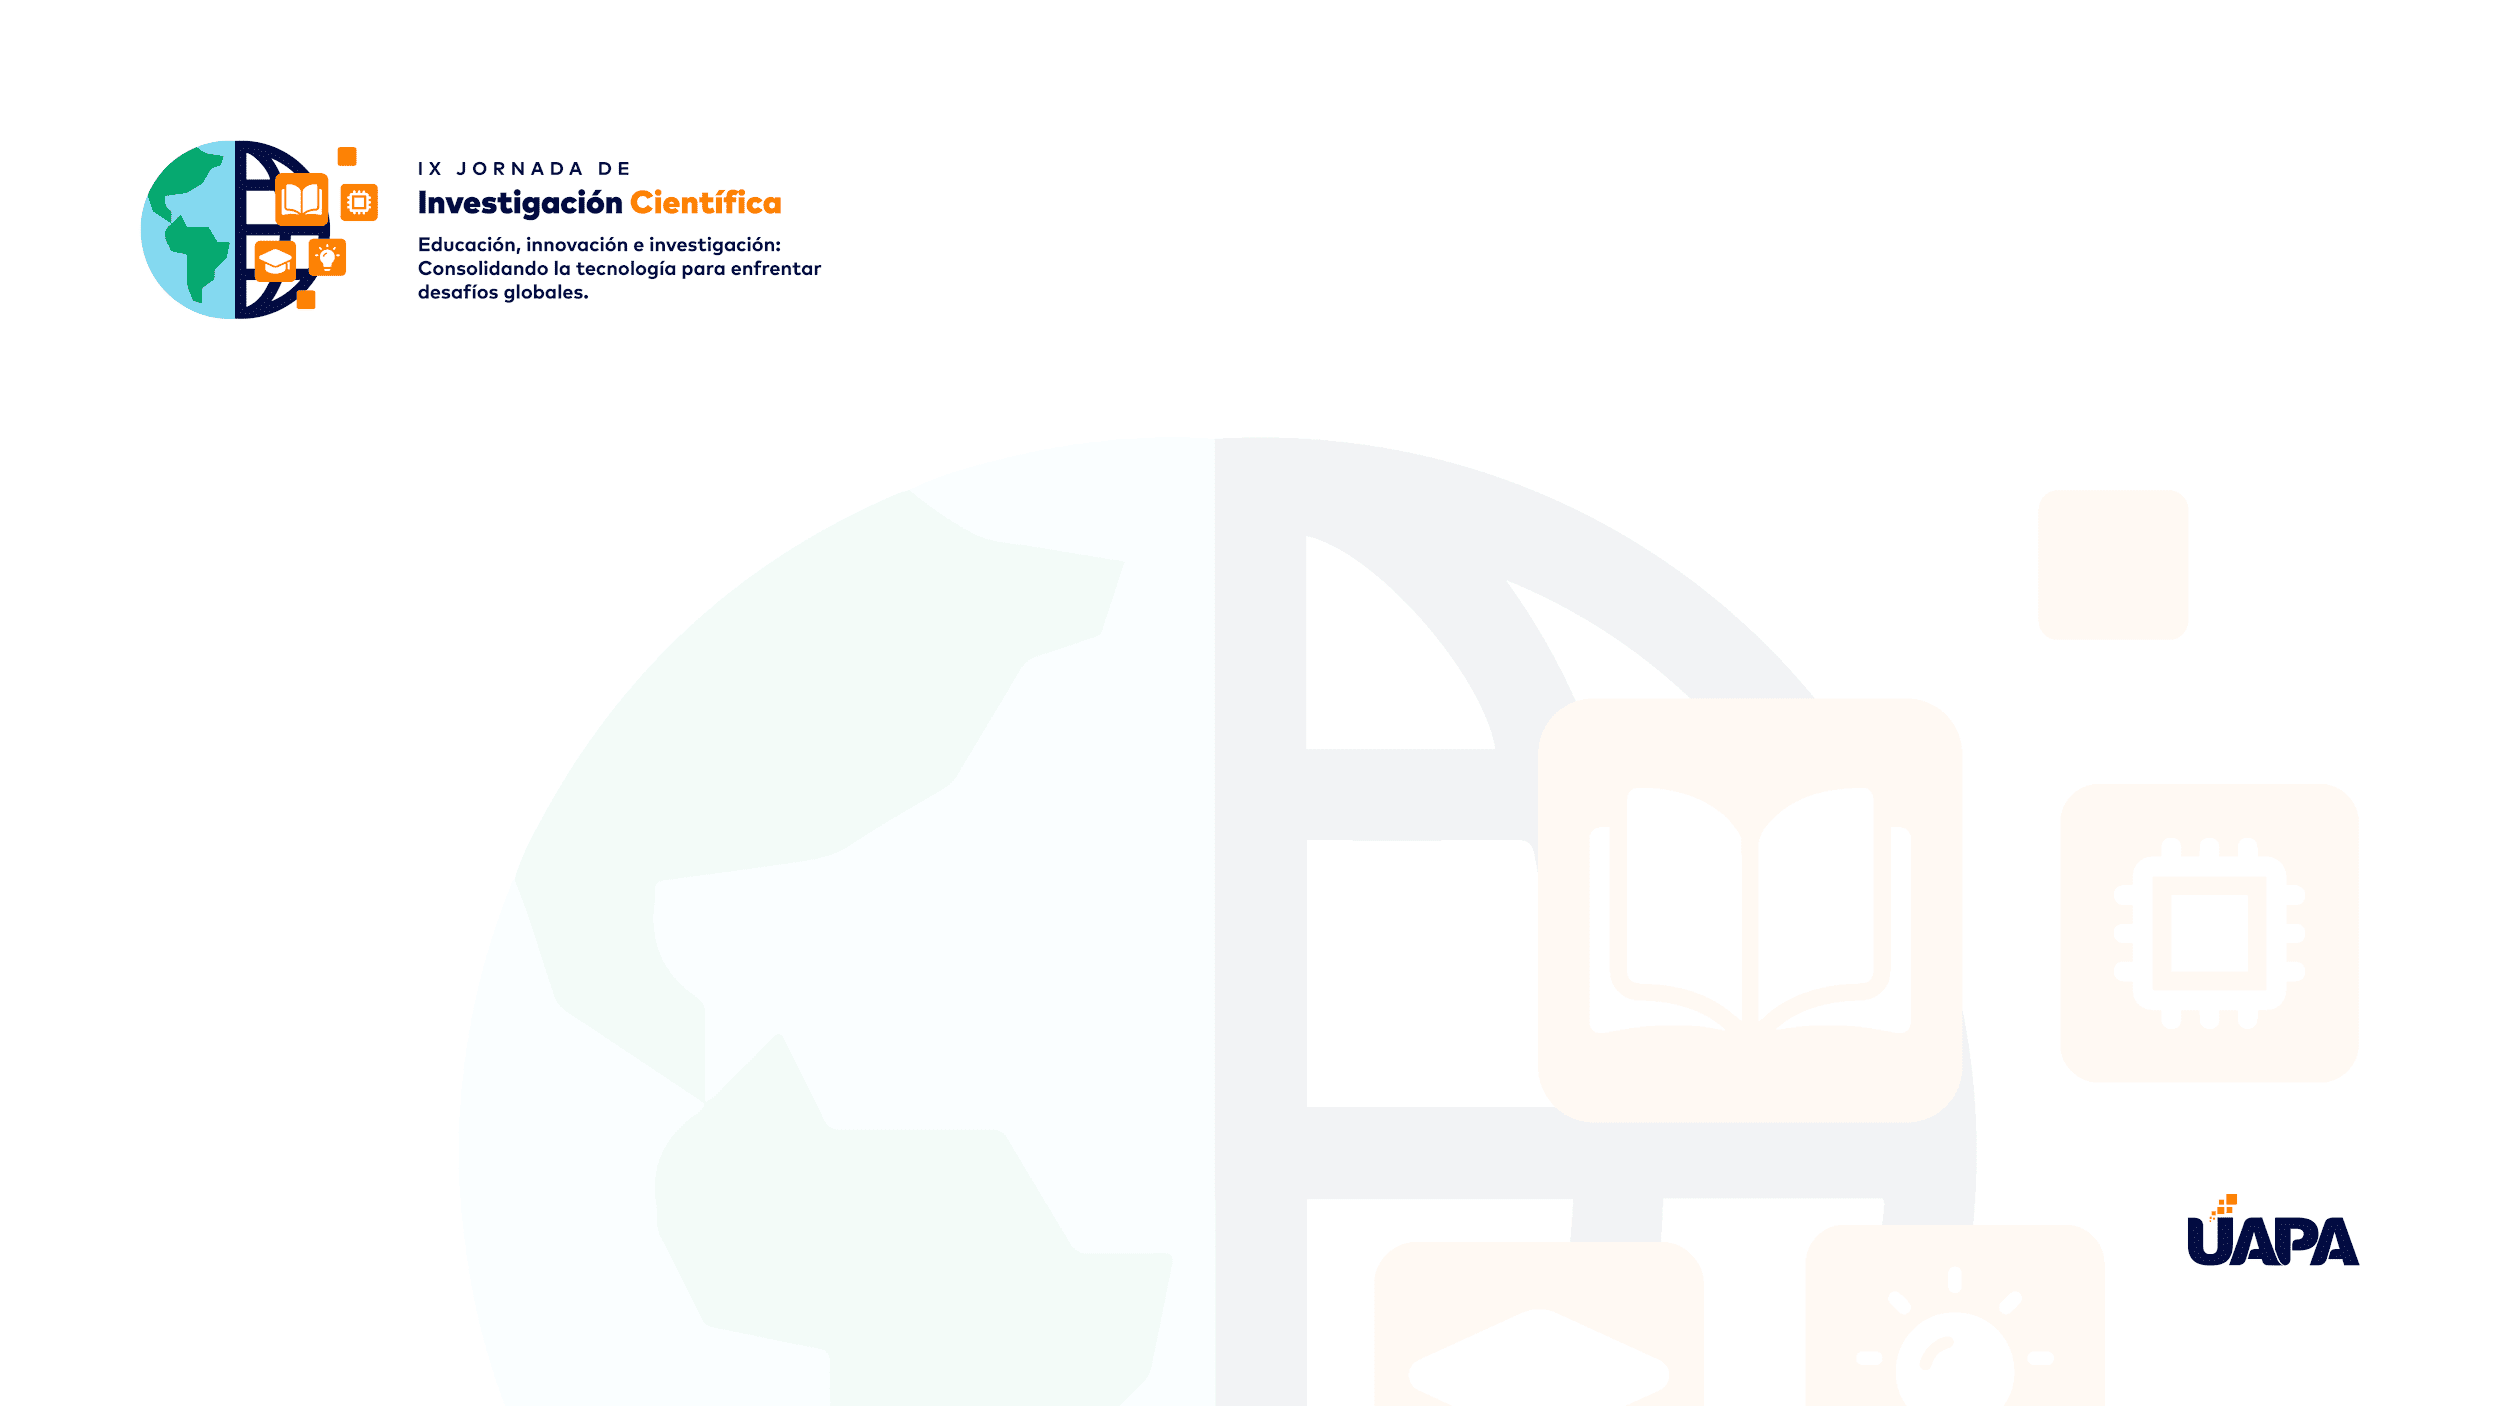 IX JORNADA DE
Investigación Científica
Educación, innovación e investigación:
Consolidando la tecnología para enfrentar
desafíos globales.
UAPA